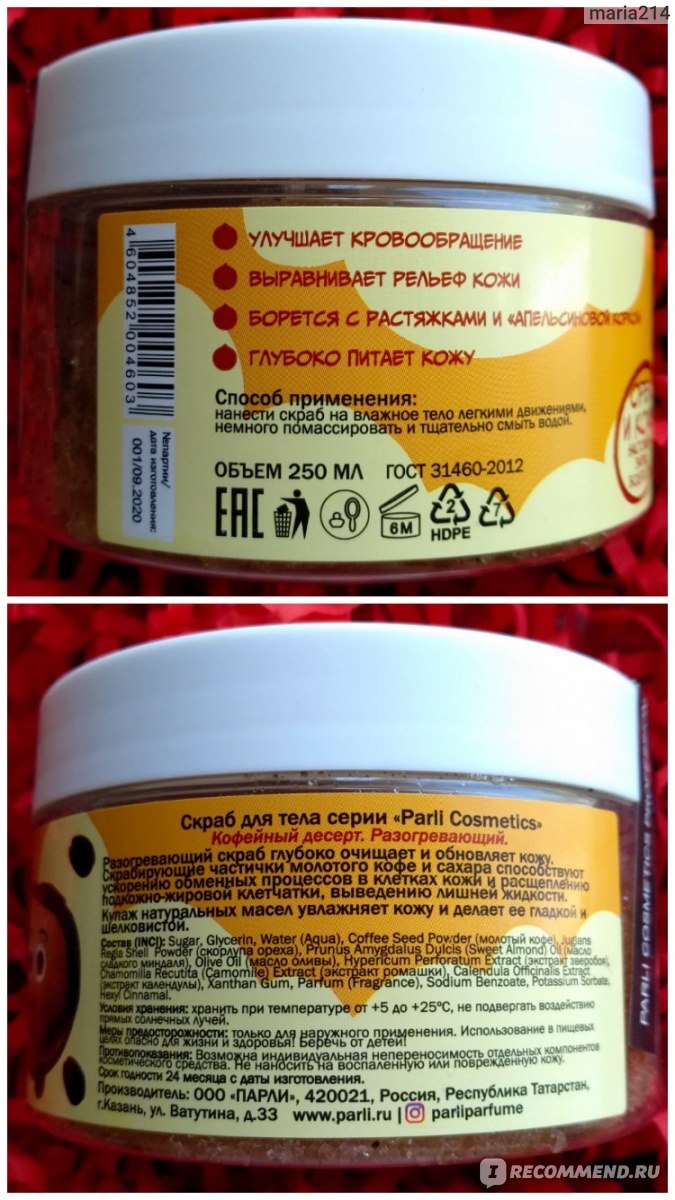 maria214
УЛУЧШАЕТ КРОВООБРАЩЕНИЕ
ВЫРАВНИВАЕТ РЕЛЬЕФ КОЖИ
БОРЕТСЯ С РАСТЯЖКАМИ И «АПЕЛЬСИНОВОЙ КОРКОЙ»
ГЛУБОКО ПИТАЕТ КОЖУ
4 604852 004603
№партии/
дата изготовления:
001/09.2020
Способ применения:
нанести скраб на влажное тело легкими движениями,
немного помассировать и тщательно смыть водой.
ОБЪЕМ 250 МЛ ГОСТ 31460-2012
EAC
6 M
2
HDPE
7
Скраб для тела серии «Parli Cosmetics»
Кофейный десерт. Разогревающий.
Разогревающий скраб глубоко очищает и обновляет кожу.
Скрабирующие частички молотого кофе и сахара способствуют
ускорению обменных процессов в клетках кожи и расщеплению
подкожно-жировой клетчатки, выведению лишней жидкости.
Купаж натуральных масел увлажняет кожу и делает ее гладкой и
шелковистой.
Состав (INCI): Sugar, Glycerin, Water (Aqua), Coffee Seed Powder (молотый кофе), Juglans
Regia Shell Powder (скорлупа ореха), Prunus Amygdalus Dulcis (Sweet Almond) Oil (масло
сладкого миндаля), Olive Oil (масло оливы), Hypericum Perforatum Extract (экстракт зверобоя),
Chamomilla Recutita (Camomile) Extract (экстракт ромашки), Calendula Officinalis Extract
(экстракт календулы), Xanthan Gum, Parfum (Fragrance), Sodium Benzoate, Potassium Sorbate,
Hexyl Cinnamal.
Условия хранения: хранить при температуре от +5 до +25°C, не подвергать воздействию
прямых солнечных лучей.
Меры предосторожности: только для наружного применения. Использование в пищевых
целях опасно для жизни и здоровья! Беречь от детей!
Противопоказания: Возможна индивидуальная непереносимость отдельных компонентов
косметического средства. Не наносить на воспаленную или поврежденную кожу.
Срок годности 24 месяца с даты изготовления.
Производитель: ООО «ПАРЛИ», 420021, Россия, Республика Татарстан,
г.Казань, ул. Ватутина, д.33 www.parli.ru | parliparfume
PARLI COSMETICS
I RECOMMEND.RU